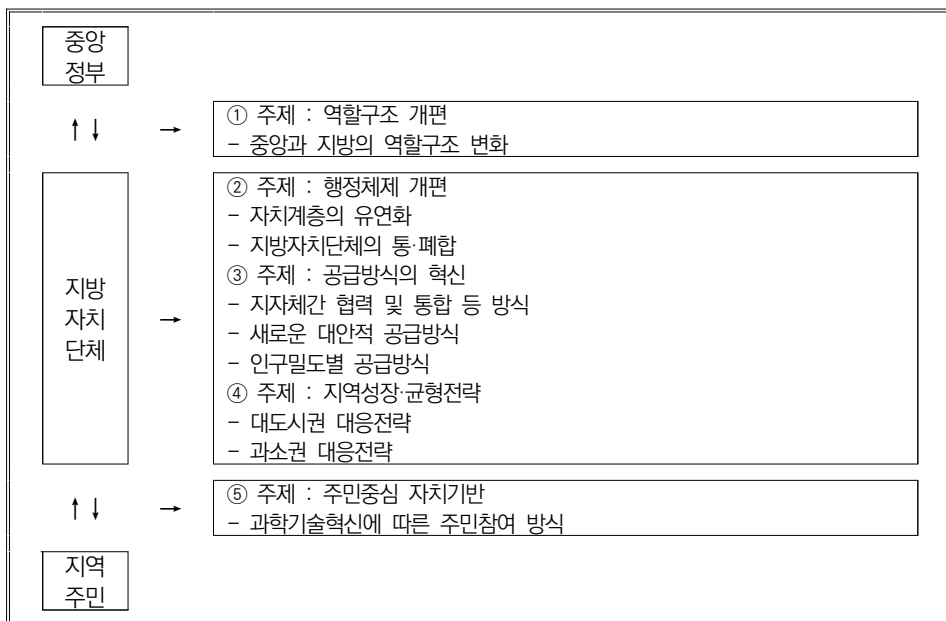 중앙
정부
↑↓ →
① 주제 : 역할구조 개편
- 중앙과 지방의 역할구조 변화
지방
자치
단체
→
② 주제 : 행정체제 개편
- 자치계층의 유연화
- 지방자치단체의 통·폐합
③ 주제 : 공급방식의 혁신
- 지자체간 협력 및 통합 등 방식
- 새로운 대안적 공급방식
- 인구밀도별 공급방식
④ 주제 : 지역성장·균형전략
- 대도시권 대응전략
- 과소권 대응전략
↑↓ →
⑤ 주제 : 주민중심 자치기반
- 과학기술혁신에 따른 주민참여 방식
지역
주민